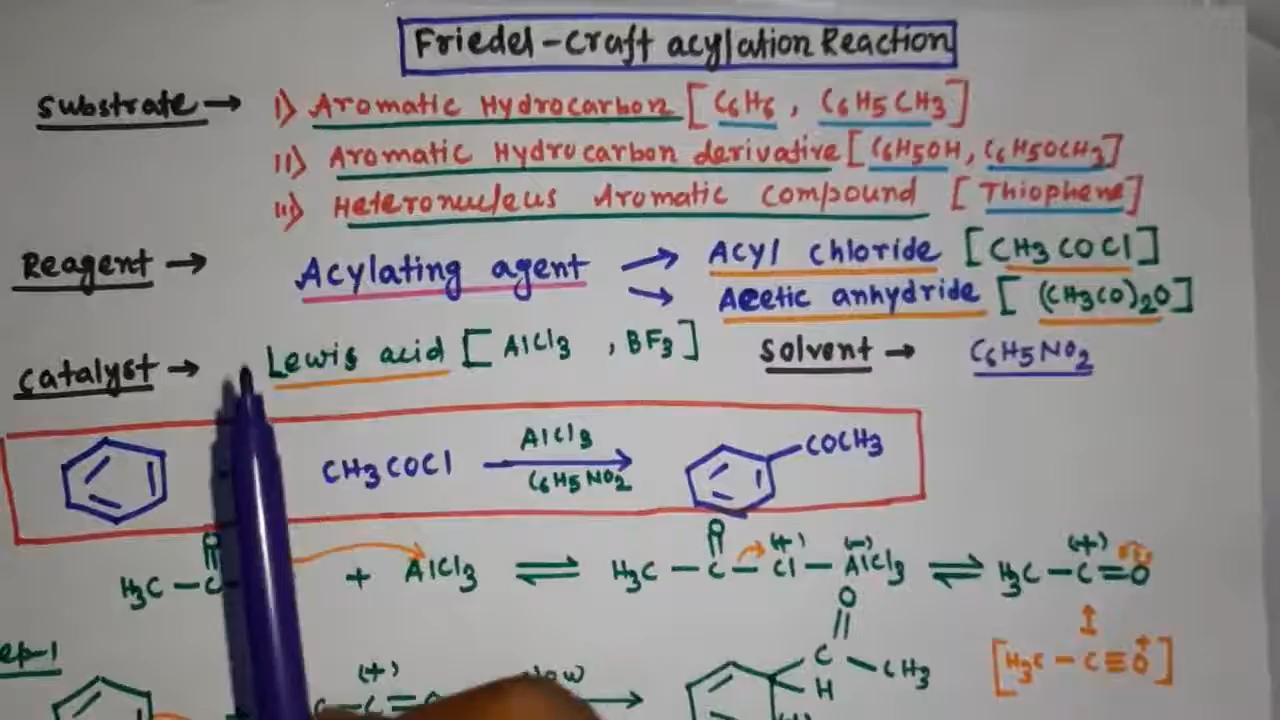 Friedel-Craft acylation Reaction
Substrate → i) Aromatic Hydrocarbon [C6H6, C6H5CH3]
ii) Aromatic Hydrocarbon derivative [C6H5OH, C6H5OCH3]
iii) Heteronucleus Aromatic Compound [Thiophene]
Reagent → Acylating agent → Acyl chloride [CH3COCl]
→ Acetic anhydride [(CH3CO)2O]
Catalyst → Lewis acid [AlCl3, BF3] Solvent → C6H5NO2
AlCl3
CH3COCl → COCH3
C6H5NO2
O O
H3C-C + AlCl3 ⇌ H3C-C-Cl(+)-AlCl3(-) ⇌ H3C-C(+)=O
O
[H3C-C≡O+]
C-CH3
H
(+)
C=